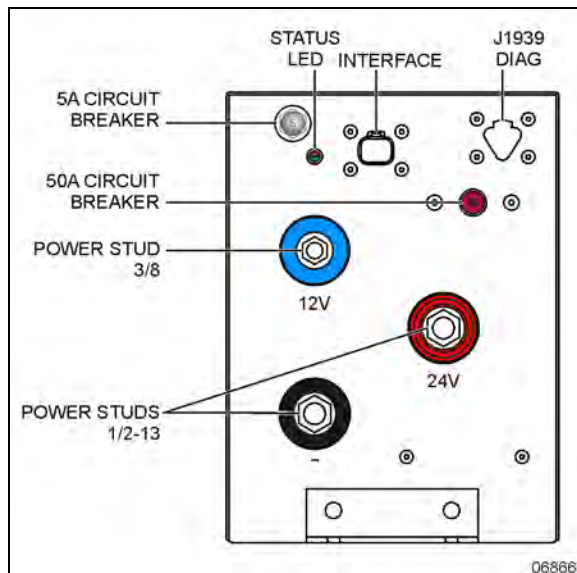 STATUS
LED
INTERFACE
J1939
DIAG
5A CIRCUIT
BREAKER
5
50A CIRCUIT
BREAKER
POWER STUD
3/8
12V
24V
POWER STUDS
1/2-13
-
06866